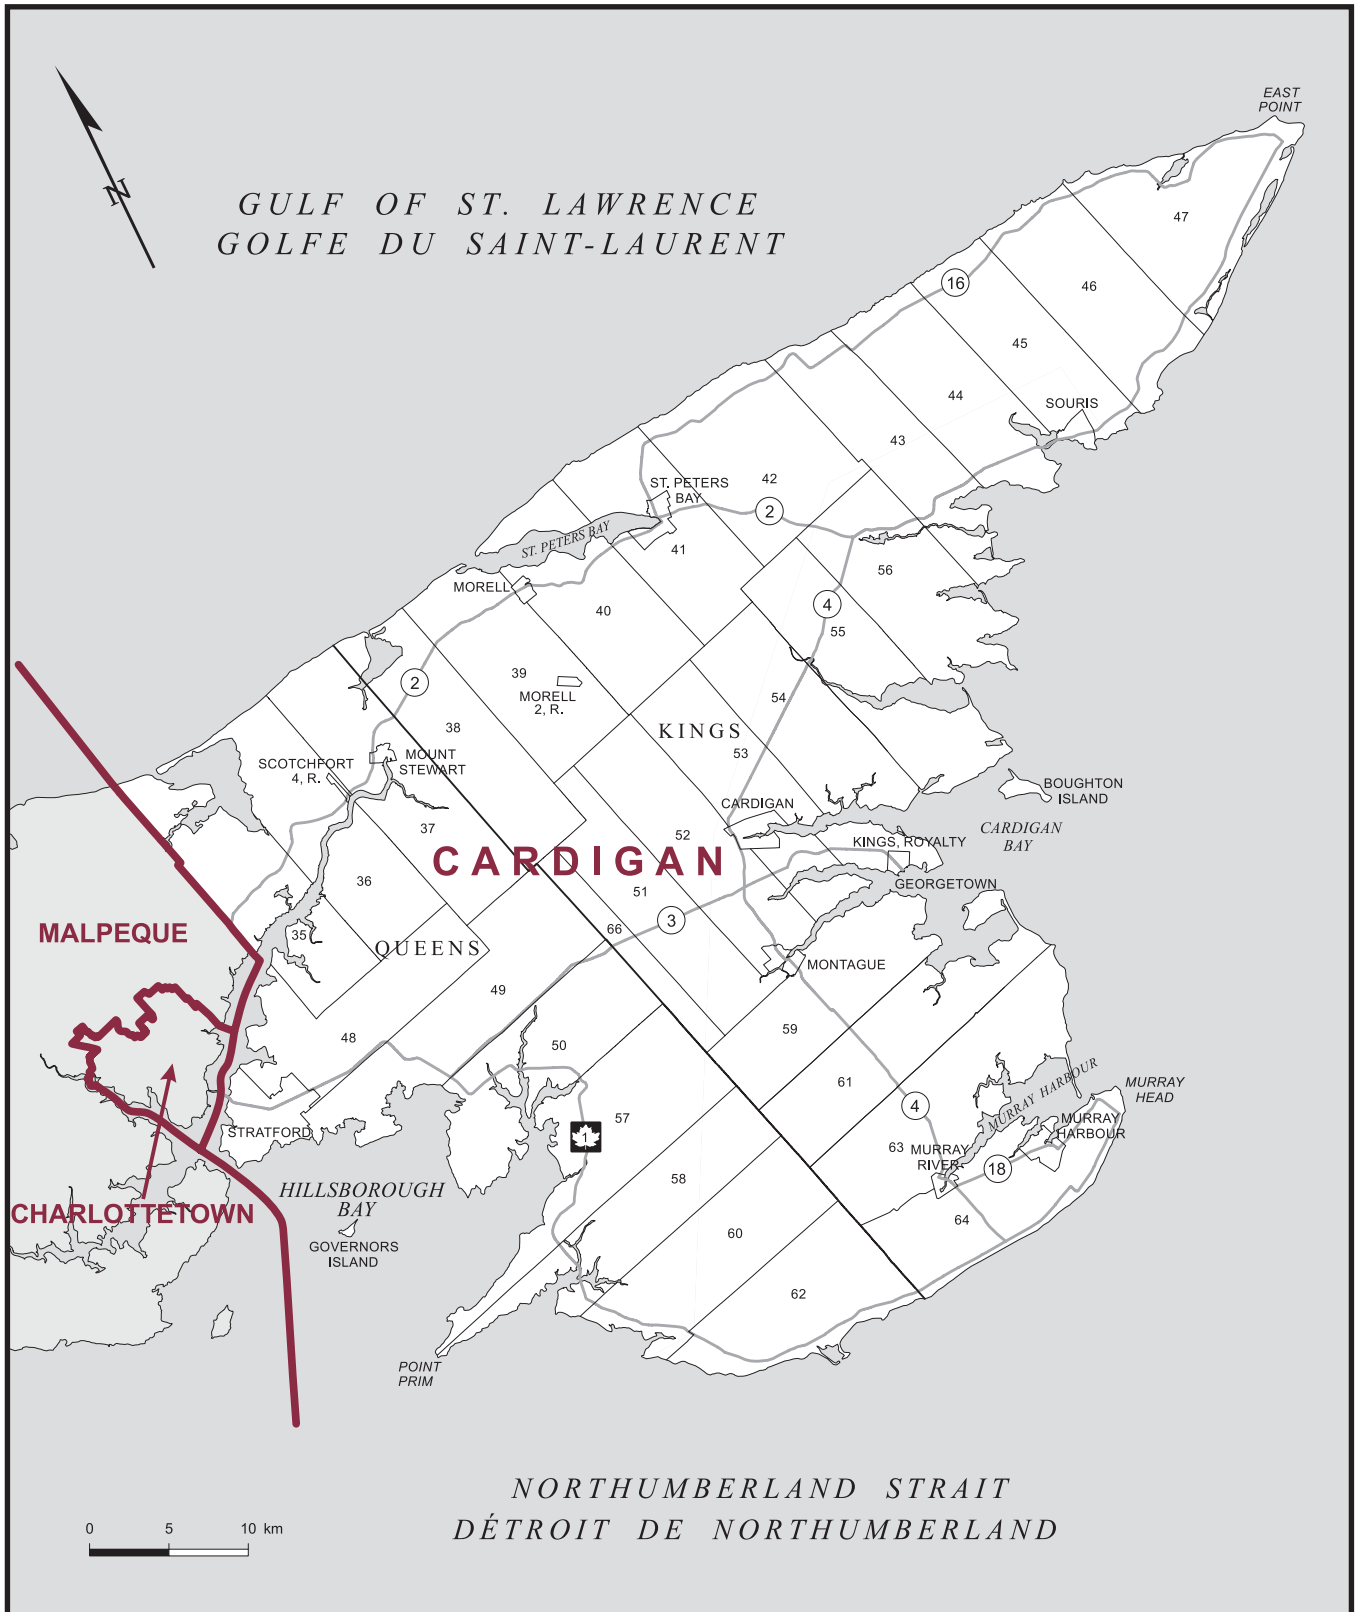 EAST
POINT
N
GULF OF ST. LAWRENCE
GOLFE DU SAINT-LAURENT
47
16
46
45
44
SOURIS
43
42
ST. PETERS
BAY
2
ST. PETERS BAY
41
56
MORELL
40
4
55
39
MORELL
2, R.
2
54
38
KINGS
53
MOUNT
STEWART
SCOTCHFORT
4, R.
BOUGHTON
ISLAND
CARDIGAN
37
52
CARDIGAN
BAY
KINGS, ROYALTY
CARDIGAN
36
51
GEORGETOWN
3
66
35
MALPEQUE
QUEENS
MONTAGUE
49
59
48
50
61
MURRAY HARBOUR
MURRAY
HEAD
4
57
1
STRATFORD
MURRAY
HARBOUR
63
MURRAY
RIVER
18
58
HILLSBOROUGH
BAY
CHARLOTTETOWN
64
60
GOVERNORS
ISLAND
62
POINT
PRIM
NORTHUMBERLAND STRAIT
DÉTROIT DE NORTHUMBERLAND
0 5 10 km